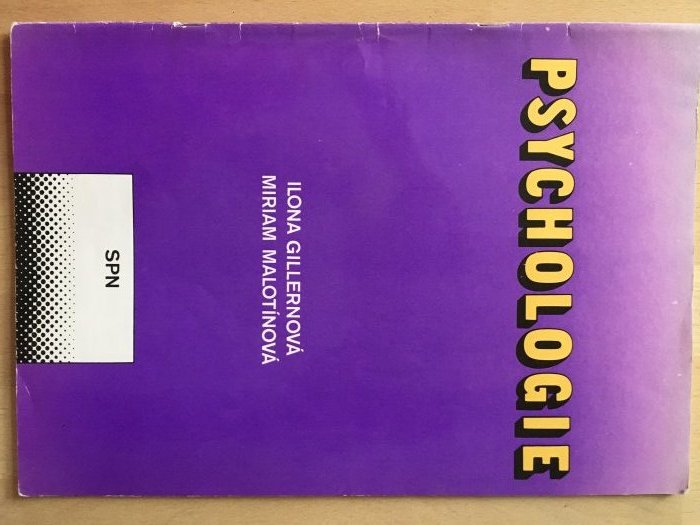 PSYCHOLOGIE
ILONA GILLERNOVÁ
MIRIAM MALOTÍNOVÁ
SPN